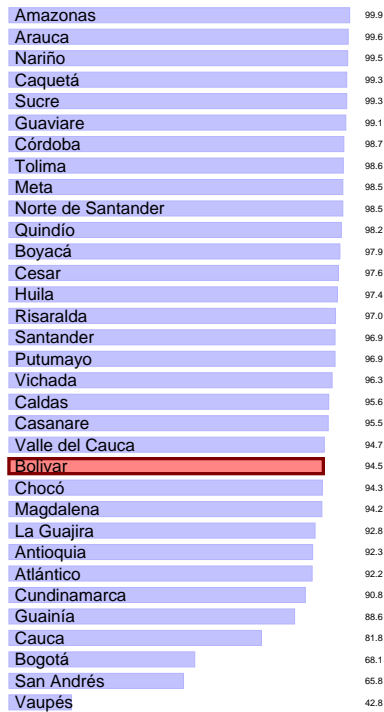 Amazonas 99.9
Arauca 99.6
Nariño 99.5
Caquetá 99.3
Sucre 99.3
Guaviare 99.1
Córdoba 98.7
Tolima 98.6
Meta 98.5
Norte de Santander 98.5
Quindío 98.2
Boyacá 97.9
Cesar 97.6
Huila 97.4
Risaralda 97.0
Santander 96.9
Putumayo 96.9
Vichada 96.3
Caldas 95.6
Casanare 95.5
Valle del Cauca 94.7
Bolivar 94.5
Chocó 94.3
Magdalena 94.2
La Guajira 92.8
Antioquia 92.3
Atlántico 92.2
Cundinamarca 90.8
Guainía 88.6
Cauca 81.8
Bogotá 68.1
San Andrés 65.8
Vaupés 42.8